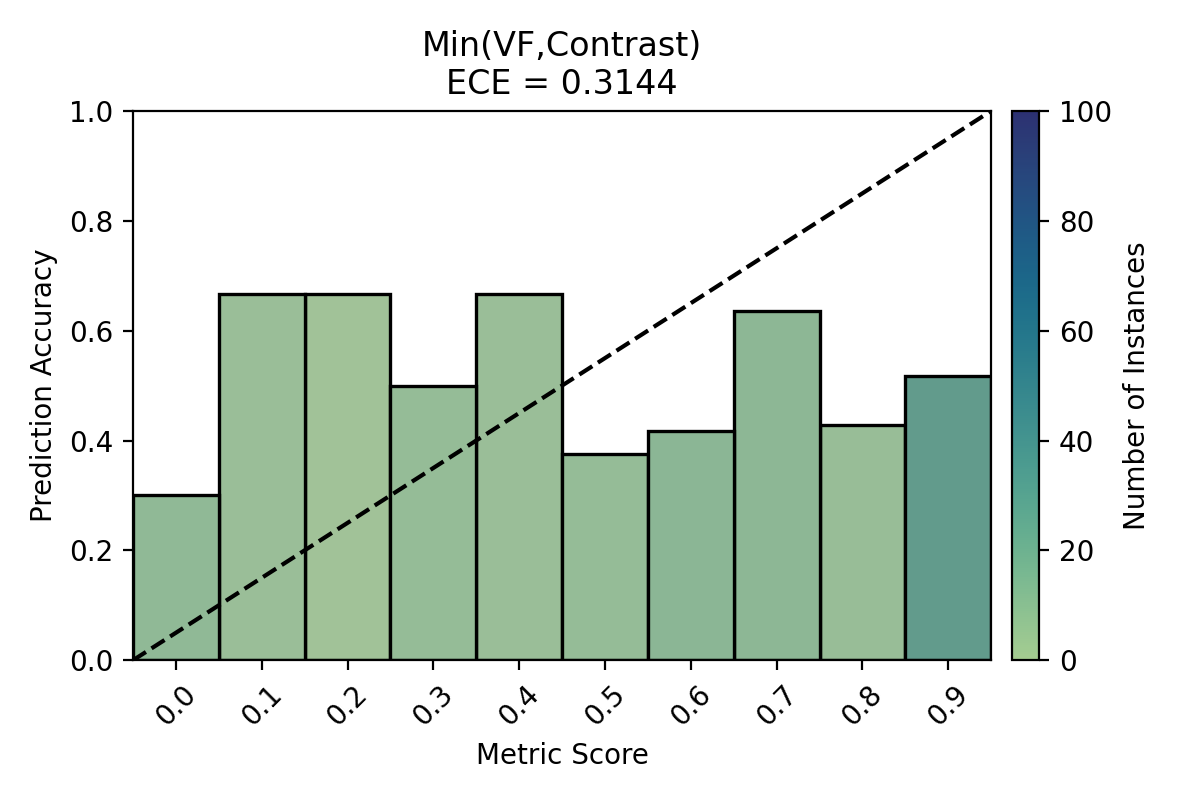 Min(VF,Contrast)
ECE = 0.3144
1.0
0.8
0.6
0.4
0.2
0.0
Prediction Accuracy
0.0 0.1 0.2 0.3 0.4 0.5 0.6 0.7 0.8 0.9
Metric Score
100
80
60
40
20
0
Number of Instances